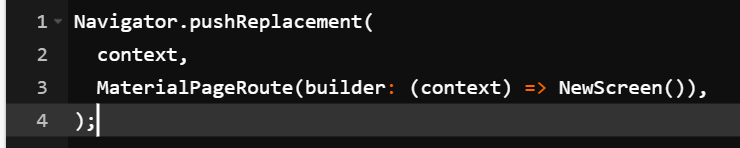 1 Navigator.pushReplacement(
2   context,
3   MaterialPageRoute(builder: (context) => NewScreen()),
4 );